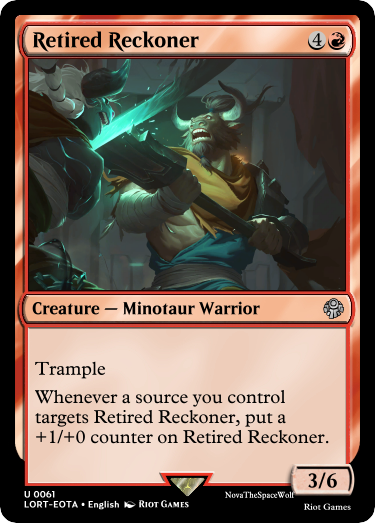 Retired Reckoner 4
Creature — Minotaur Warrior
Trample
Whenever a source you control
targets Retired Reckoner, put a
+1/+0 counter on Retired Reckoner.
3/6
U 0061
LORT-EOTA • English Riot Games
NovaTheSpaceWolf
Riot Games